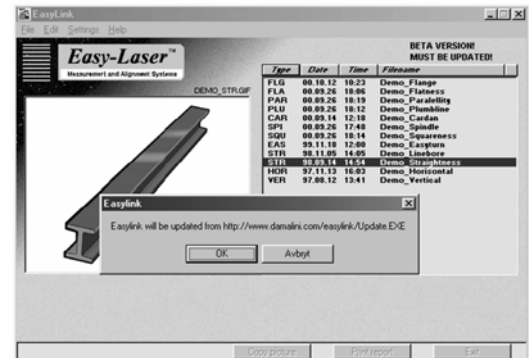 EasyLink
File Edit Settings Help
BETA VERSION!
MUST BE UPDATED!
Easy-Laser™
Measurement and Alignment Systems
DEMO_STR.GIF
Type Date Time Filename
FLG 00.10.12 10:23 Demo_Flange
FLA 00.09.26 18:06 Demo_Flatness
PAR 00.09.26 18:19 Demo_Paralellity
PLU 00.09.26 18:12 Demo_Plumbline
CAR 00.09.14 12:18 Demo_Cardan
SPI 00.09.26 17:48 Demo_Spindle
SQU 00.09.26 18:14 Demo_Squareness
EAS 99.11.18 12:00 Demo_Easyturn
STR 98.11.05 14:05 Demo_Linebore
STR 98.09.14 14:54 Demo_Straightness
HOR 97.11.13 16:03 Demo_Horisontal
VER 97.08.12 13:41 Demo_Vertical
Easylink
Easylink will be updated from http://www.damalini.com/easylink/Update.EXE
OK Avbryt
Copy picture Print report Exit